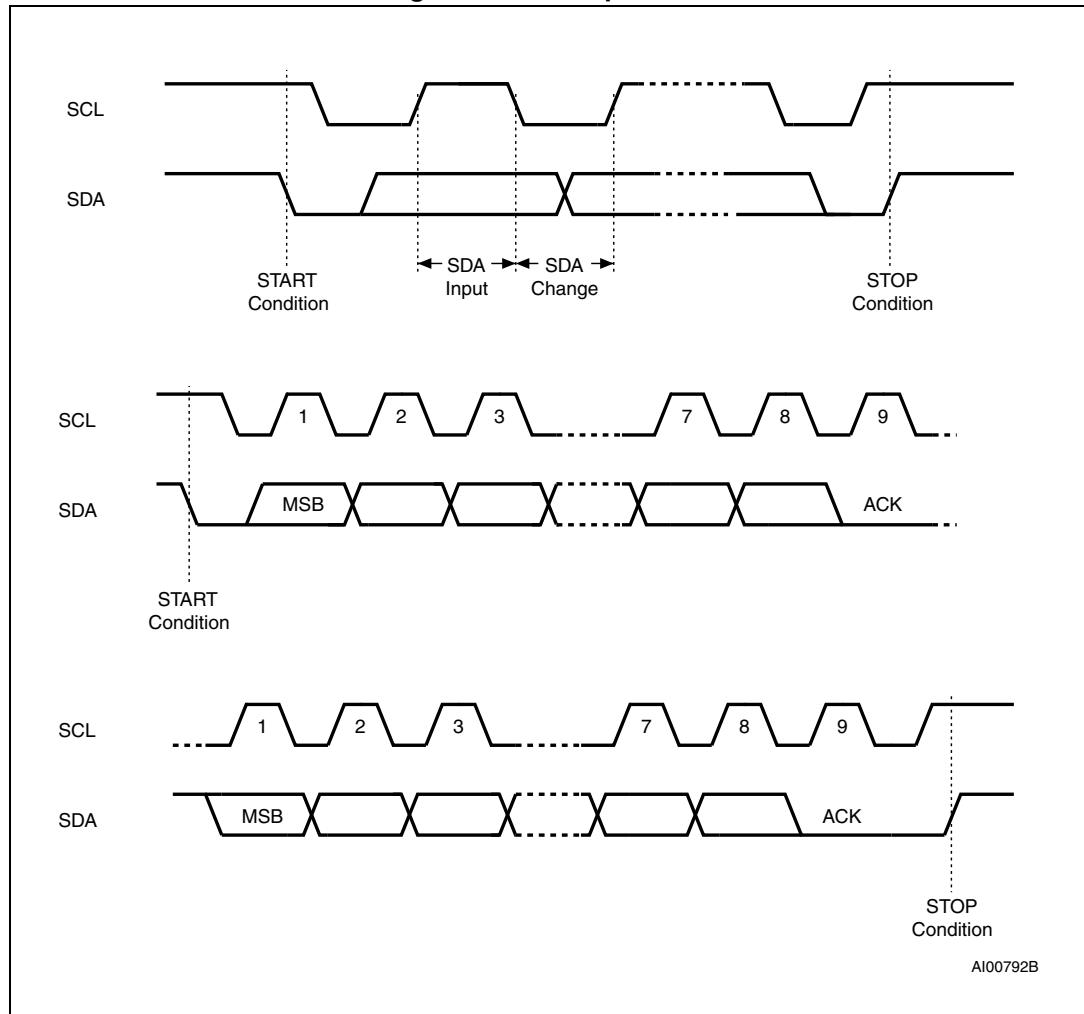 SCL
SDA
SDA
Input
SDA
Change
START
Condition
STOP
Condition
SCL
1 2 3 7 8 9
SDA
MSB ACK
START
Condition
SCL
1 2 3 7 8 9
SDA
MSB ACK
STOP
Condition
AI00792B